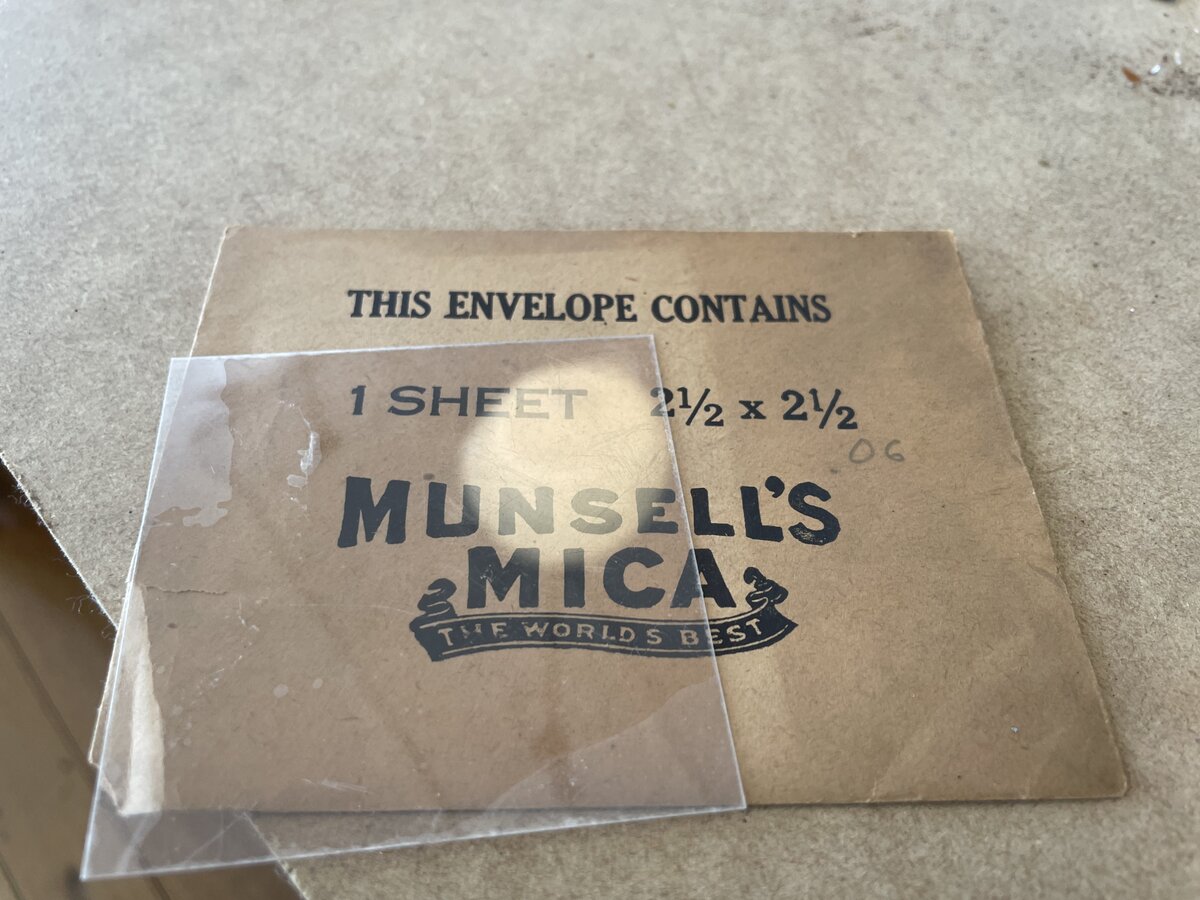 THIS ENVELOPE CONTAINS
1 SHEET 2½ x 2½
.06
MUNSELL'S
MICA
THE WORLDS BEST